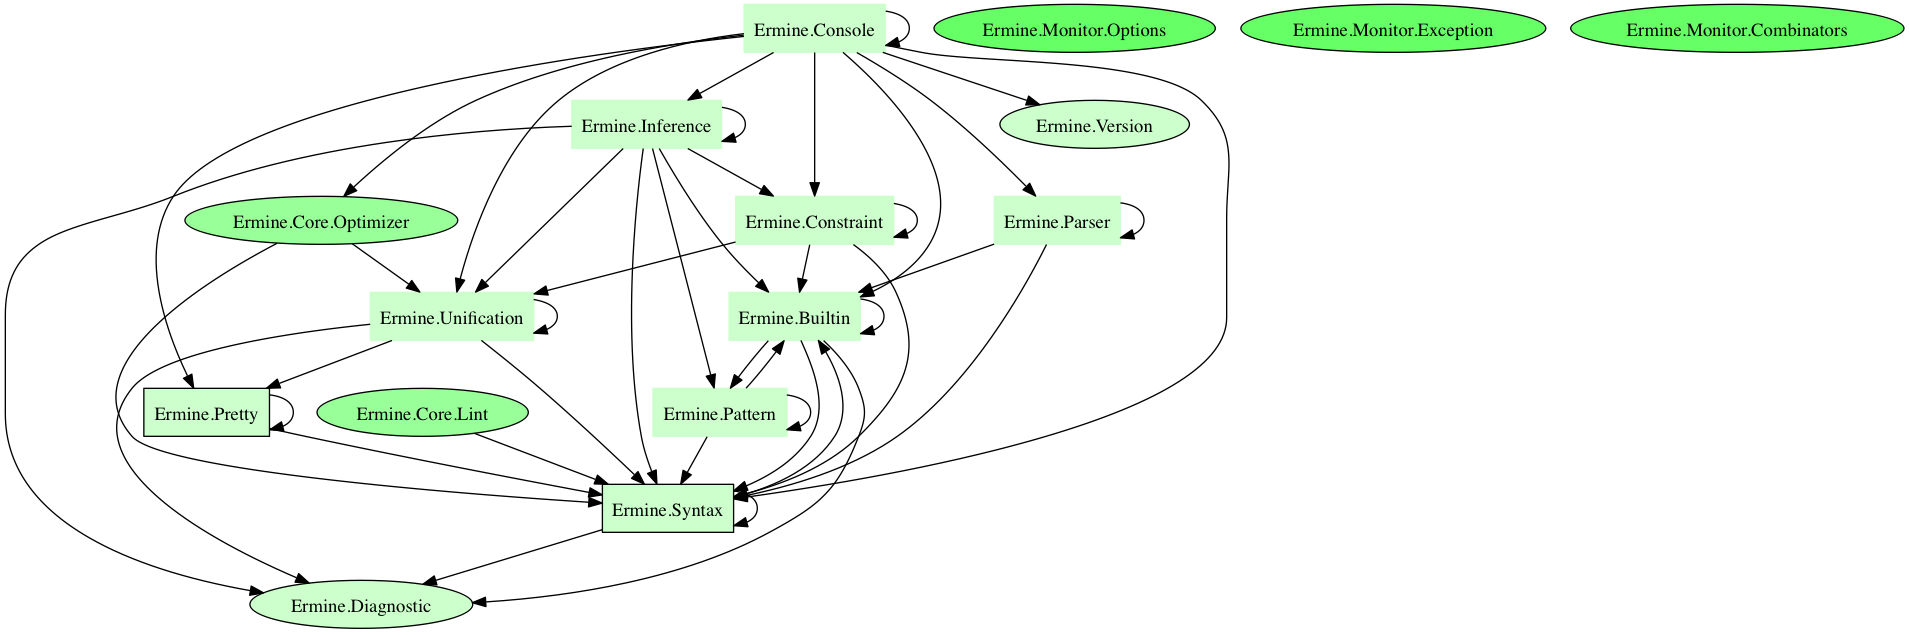 Ermine.Console
Ermine.Monitor.Options
Ermine.Monitor.Exception
Ermine.Monitor.Combinators
Ermine.Inference
Ermine.Version
Ermine.Core.Optimizer
Ermine.Constraint
Ermine.Parser
Ermine.Unification
Ermine.Builtin
Ermine.Pretty
Ermine.Core.Lint
Ermine.Pattern
Ermine.Syntax
Ermine.Diagnostic